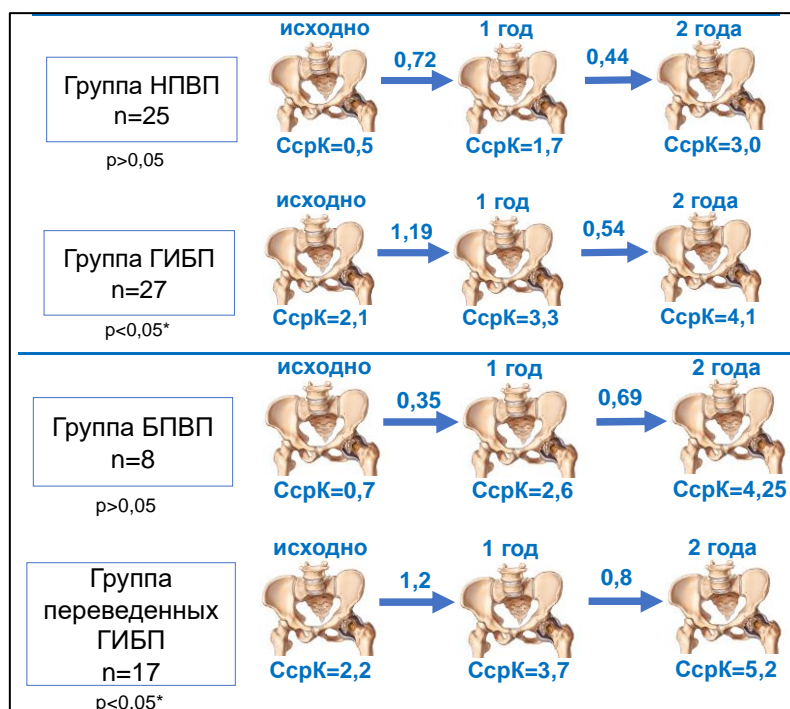 исходно 1 год 2 года
0,72 0,44
Группа НПВП
n=25
p>0,05
СсрК=0,5 СсрК=1,7 СсрК=3,0
исходно 1 год 2 года
1,19 0,54
Группа ГИБП
n=27
p<0,05*
СсрК=2,1 СсрК=3,3 СсрК=4,1
исходно 1 год 2 года
0,35 0,69
Группа БПВП
n=8
p>0,05
СсрК=0,7 СсрК=2,6 СсрК=4,25
исходно 1 год 2 года
1,2 0,8
Группа
переведенных
ГИБП
n=17
p<0,05*
СсрК=2,2 СсрК=3,7 СсрК=5,2